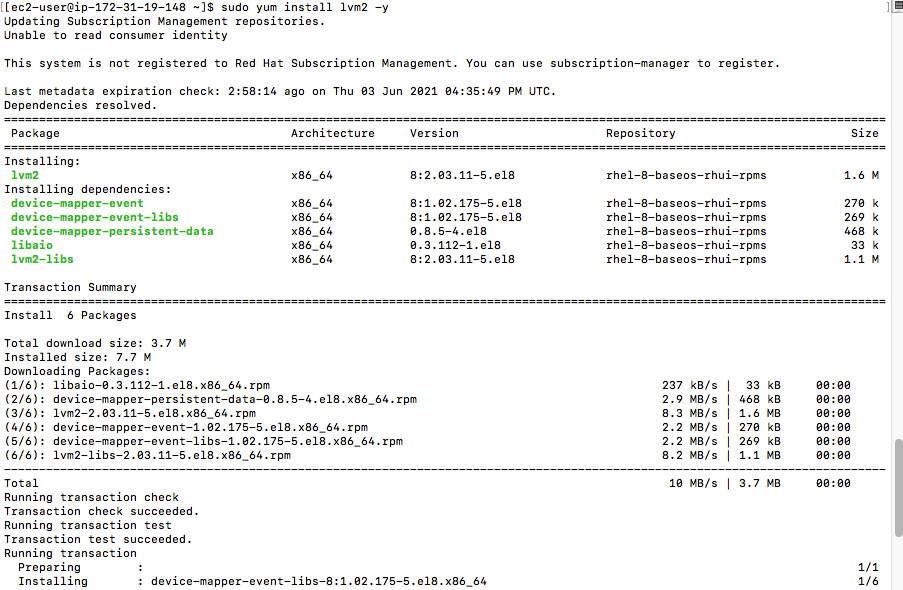 [[ec2-user@ip-172-31-19-148 ~]$ sudo yum install lvm2 -y ]
Updating Subscription Management repositories.
Unable to read consumer identity
This system is not registered to Red Hat Subscription Management. You can use subscription-manager to register.
Last metadata expiration check: 2:58:14 ago on Thu 03 Jun 2021 04:35:49 PM UTC.
Dependencies resolved.
Package Architecture Version Repository Size
Installing:
lvm2 x86_64 8:2.03.11-5.el8 rhel-8-baseos-rhui-rpms 1.6 M
Installing dependencies:
device-mapper-event x86_64 8:1.02.175-5.el8 rhel-8-baseos-rhui-rpms 270 k
device-mapper-event-libs x86_64 8:1.02.175-5.el8 rhel-8-baseos-rhui-rpms 269 k
device-mapper-persistent-data x86_64 0.8.5-4.el8 rhel-8-baseos-rhui-rpms 468 k
libaio x86_64 0.3.112-1.el8 rhel-8-baseos-rhui-rpms 33 k
lvm2-libs x86_64 8:2.03.11-5.el8 rhel-8-baseos-rhui-rpms 1.1 M
Transaction Summary
Install 6 Packages
Total download size: 3.7 M
Installed size: 7.7 M
Downloading Packages:
(1/6): libaio-0.3.112-1.el8.x86_64.rpm 237 kB/s | 33 kB 00:00
(2/6): device-mapper-persistent-data-0.8.5-4.el8.x86_64.rpm 2.9 MB/s | 468 kB 00:00
(3/6): lvm2-2.03.11-5.el8.x86_64.rpm 8.3 MB/s | 1.6 MB 00:00
(4/6): device-mapper-event-1.02.175-5.el8.x86_64.rpm 2.2 MB/s | 270 kB 00:00
(5/6): device-mapper-event-libs-1.02.175-5.el8.x86_64.rpm 2.2 MB/s | 269 kB 00:00
(6/6): lvm2-libs-2.03.11-5.el8.x86_64.rpm 8.2 MB/s | 1.1 MB 00:00
Total 10 MB/s | 3.7 MB 00:00
Running transaction check
Transaction check succeeded.
Running transaction test
Transaction test succeeded.
Running transaction
Preparing : 1/1
Installing : device-mapper-event-libs-8:1.02.175-5.el8.x86_64 1/6